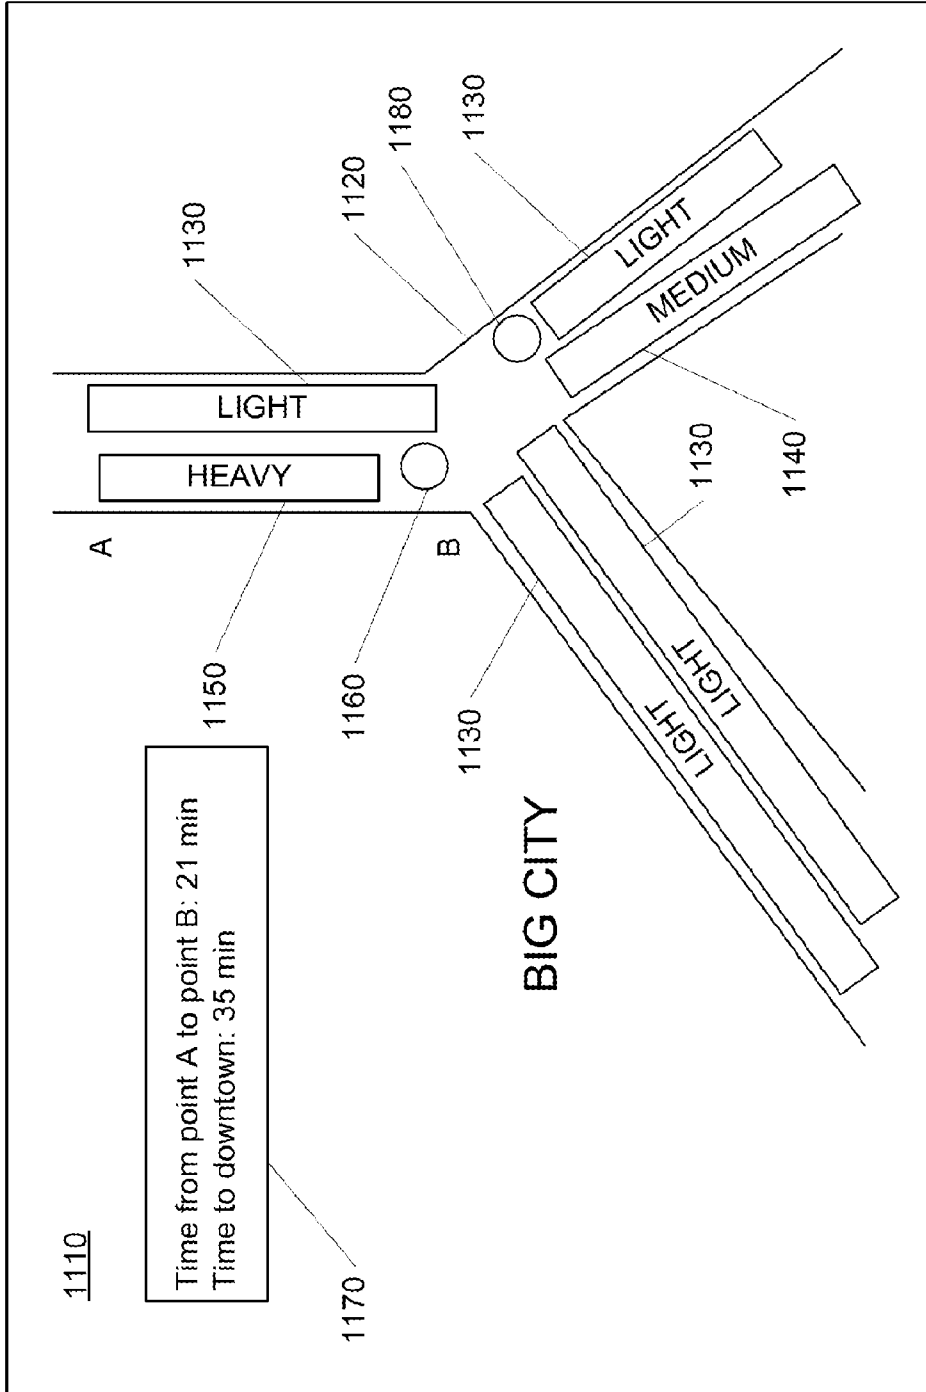 1110
A
Time from point A to point B: 21 min
Time to downtown: 35 min
1130
1150
HEAVY
LIGHT
1170
1160
1120
1180
B
1130
1130
BIG CITY
LIGHT
LIGHT
LIGHT
MEDIUM
1130
1140